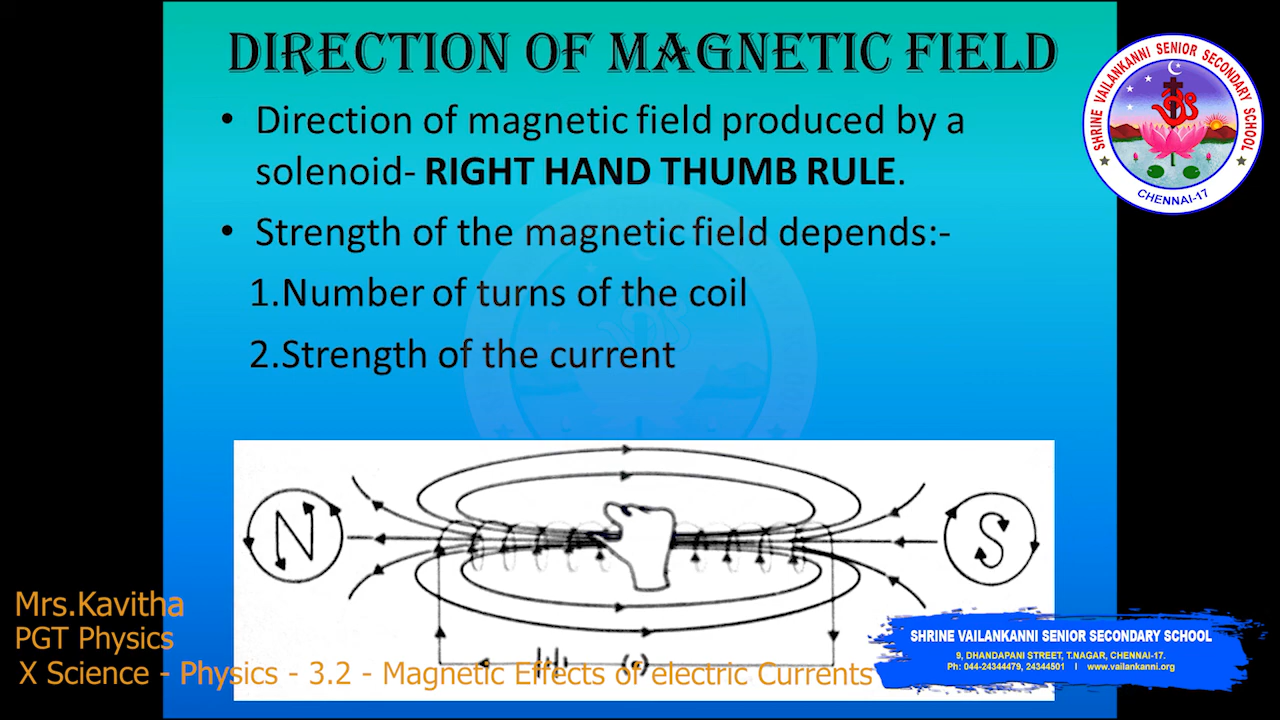 DIRECTION OF MAGNETIC FIELD
• Direction of magnetic field produced by a
solenoid- RIGHT HAND THUMB RULE.
• Strength of the magnetic field depends:-
1.Number of turns of the coil
2.Strength of the current
SHRINE VAILANKANNI SENIOR SECONDARY SCHOOL
CHENNAI-17
N
S
Mrs.Kavitha
PGT Physics
X Science - Physics - 3.2 - Magnetic Effects of electric Currents
SHRINE VAILANKANNI SENIOR SECONDARY SCHOOL
9, DHANDAPANI STREET, T.NAGAR, CHENNAI-17.
Ph: 044-24344479, 24344501 I www.vailankanni.org